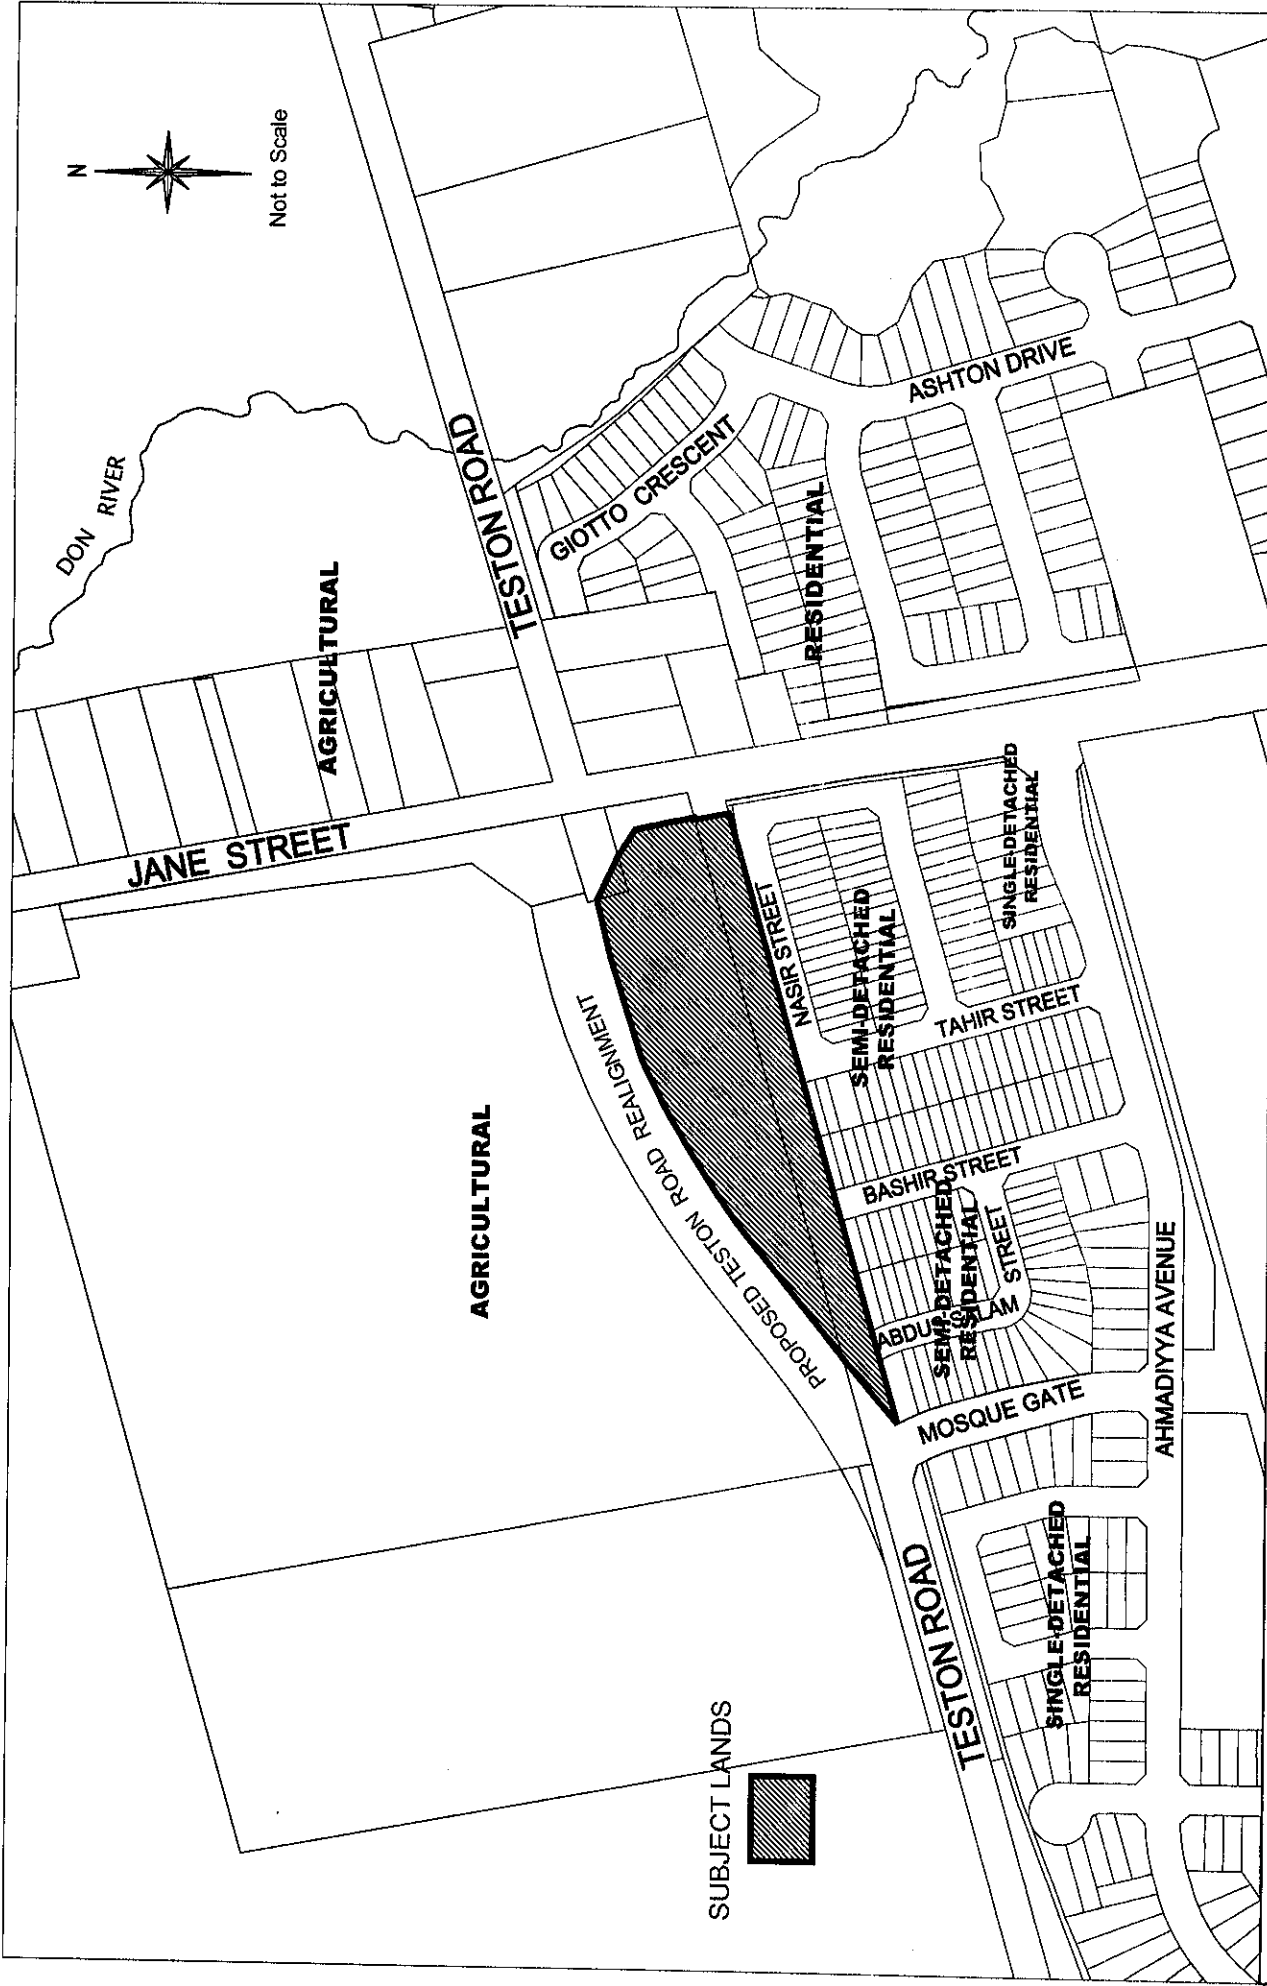 N
Not to Scale
DON RIVER
AGRICULTURAL
JANE STREET
TESTON ROAD
GIOTTO CRESCENT
ASHTON DRIVE
RESIDENTIAL
AGRICULTURAL
PROPOSED TESTON ROAD REALIGNMENT
NASIR STREET
SEMI-DETACHED
RESIDENTIAL
SINGLE-DETACHED
RESIDENTIAL
TAHIR STREET
BASHIR STREET
SEMI-DETACHED
RESIDENTIAL
ABDUS SALAM STREET
MOSQUE GATE
AHMADIYYA AVENUE
TESTON ROAD
SINGLE-DETACHED
RESIDENTIAL
SUBJECT LANDS